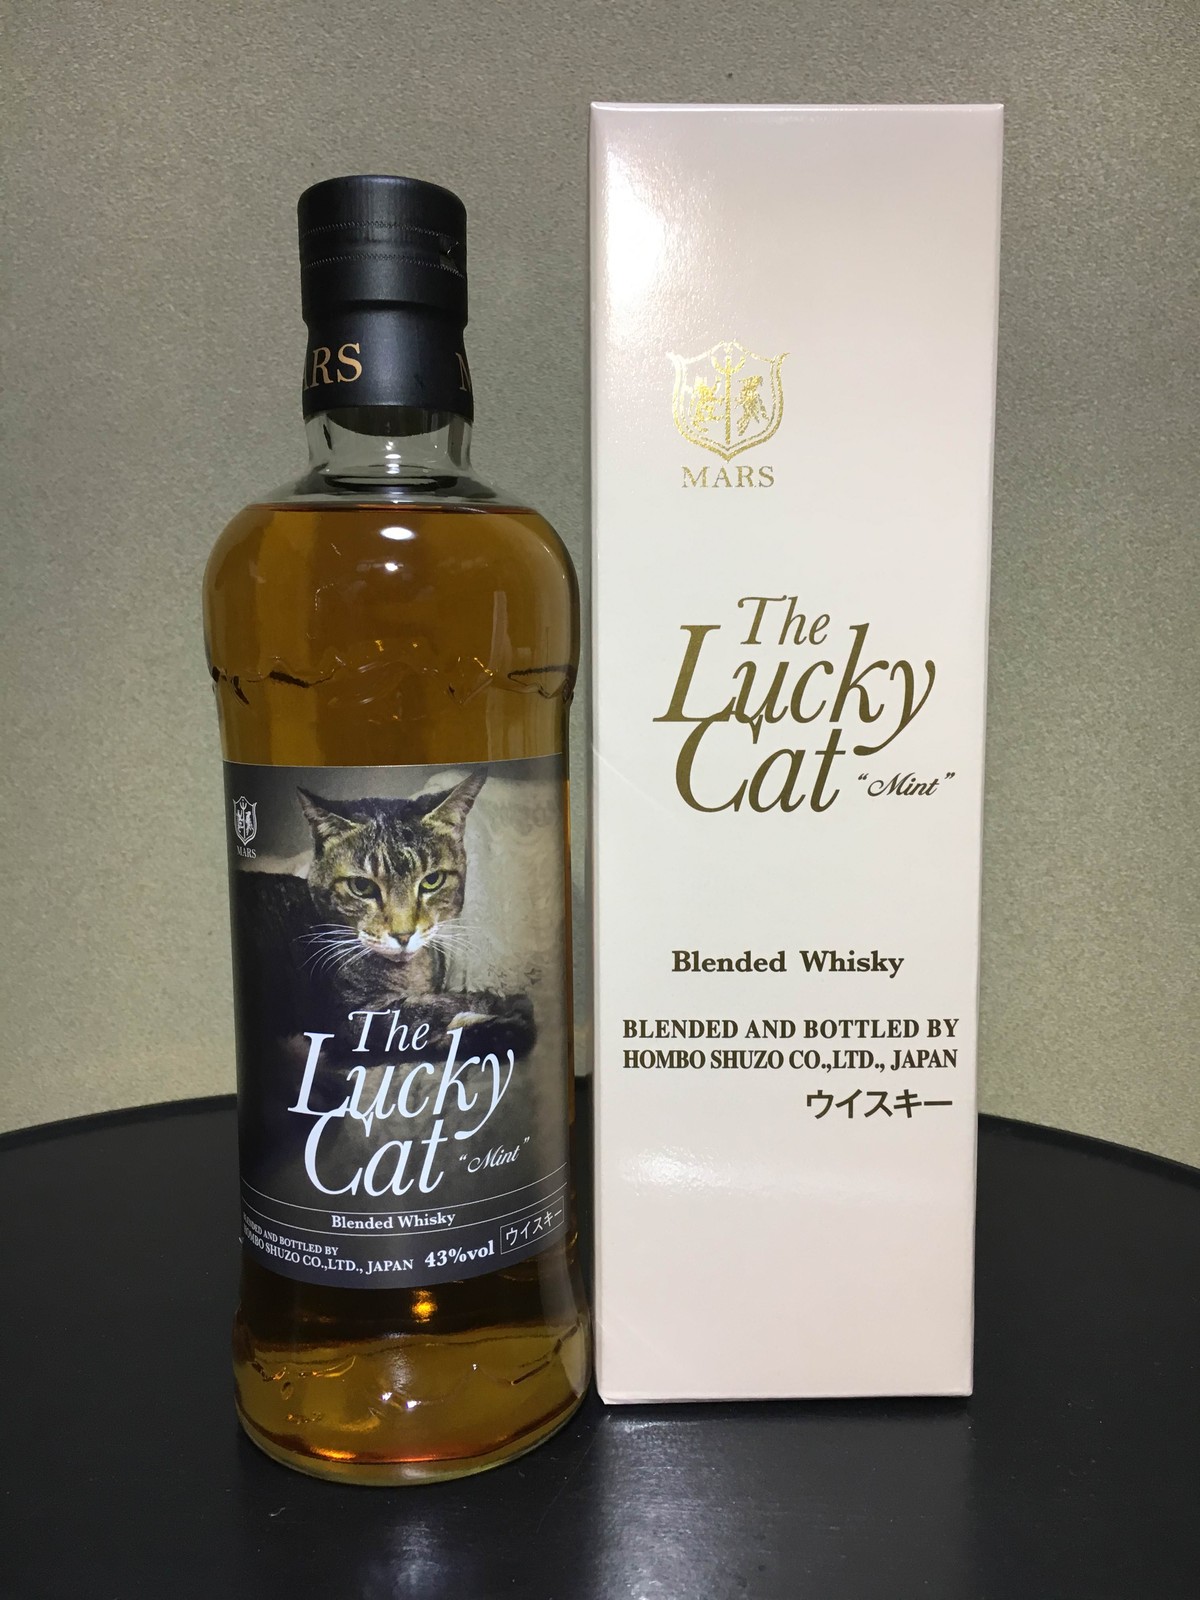 ARS
MARS
The
Lucky
Cat "Mint"
Blended Whisky
BLENDED AND BOTTLED BY
HOMBO SHUZO CO.,LTD., JAPAN
ウイスキー
MARS
The
Lucky
Cat "Mint"
Blended Whisky
BLENDED AND BOTTLED BY
HOMBO SHUZO CO.,LTD., JAPAN 43%vol ウイスキー